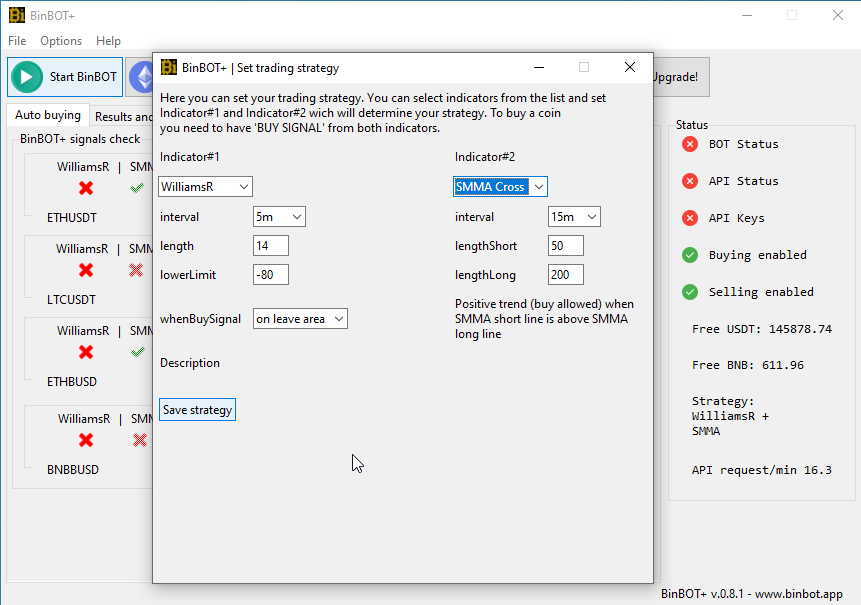 BinBOT+
File Options Help
Start BinBOT
Upgrade!
Auto buying
Results and
BinBOT+ signals check
WilliamsR | SMM
ETHUSDT
WilliamsR | SMM
LTCUSDT
WilliamsR | SMM
ETHBUSD
WilliamsR | SMM
BNBBUSD
BinBOT+ | Set trading strategy
Here you can set your trading strategy. You can select indicators from the list and set
Indicator#1 and Indicator#2 wich will determine your strategy. To buy a coin
you need to have 'BUY SIGNAL' from both indicators.
Indicator#1
WilliamsR
interval 5m
length 14
lowerLimit -80
whenBuySignal on leave area
Description
Save strategy
Indicator#2
SMMA Cross
interval 15m
lengthShort 50
lengthLong 200
Positive trend (buy allowed) when
SMMA short line is above SMMA
long line
Status
BOT Status
API Status
API Keys
Buying enabled
Selling enabled
Free USDT: 145878.74
Free BNB: 611.96
Strategy:
WilliamsR +
SMMA
API request/min 16.3
BinBOT+ v.0.8.1 - www.binbot.app